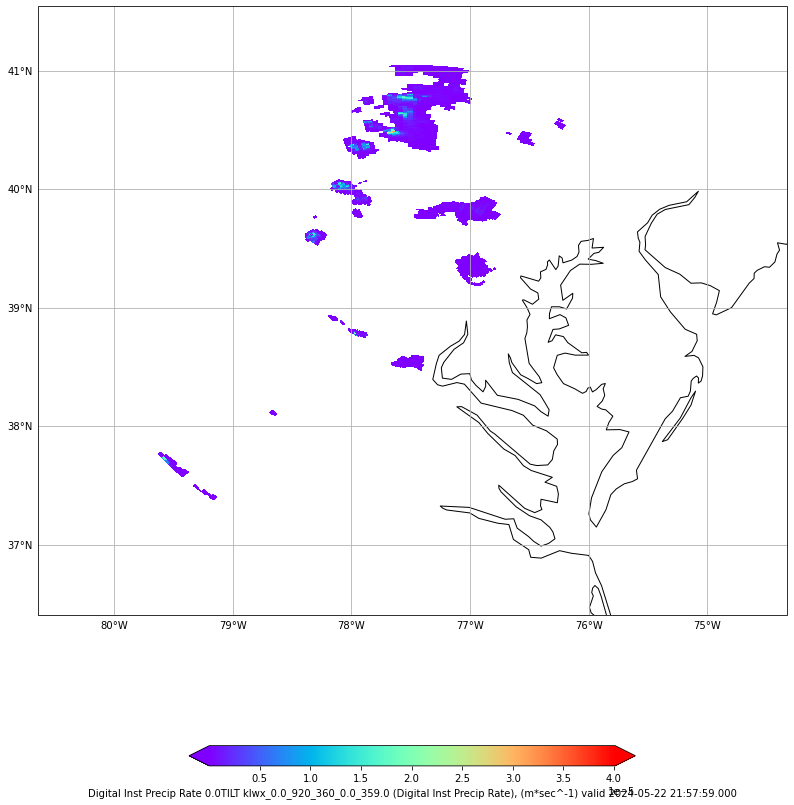 41°N
40°N
39°N
38°N
37°N
80°W 79°W 78°W 77°W 76°W 75°W
0.5 1.0 1.5 2.0 2.5 3.0 3.5 4.0
1e-5
Digital Inst Precip Rate 0.0TILT klwx_0.0_920_360_0.0_359.0 (Digital Inst Precip Rate), (m*sec^-1) valid 2024-05-22 21:57:59.000